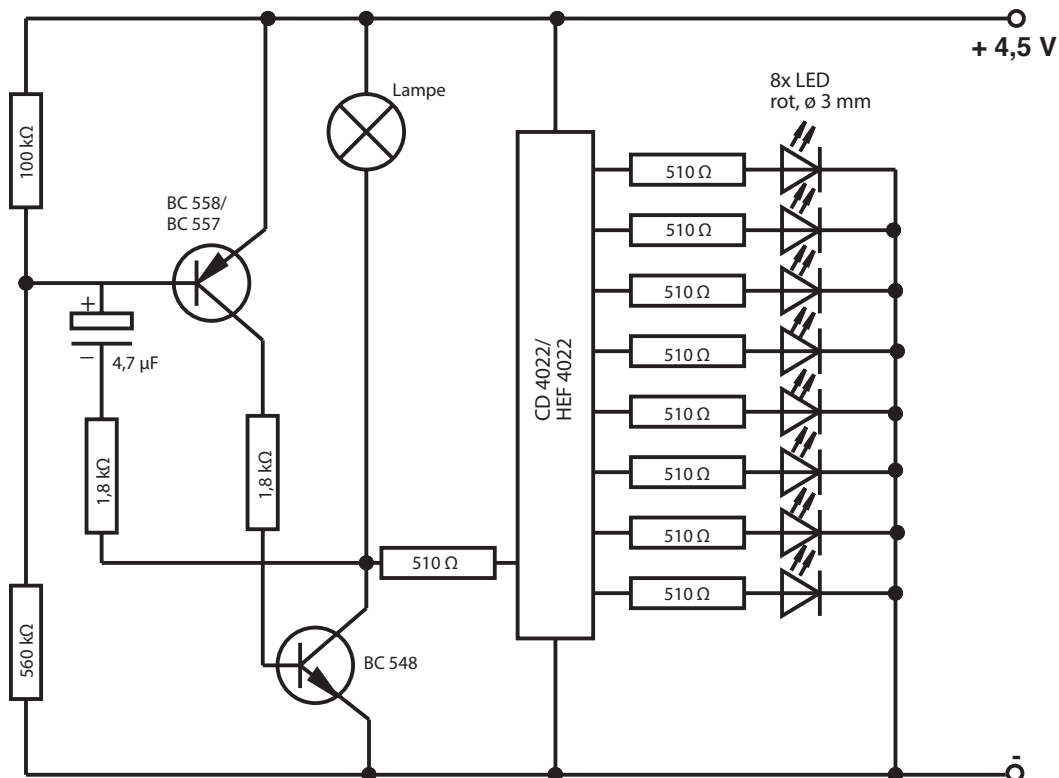 + 4,5 V
8x LED
rot, ø 3 mm
Lampe
100 kΩ
BC 558/
BC 557
+
−
4,7 µF
1,8 kΩ
1,8 kΩ
560 kΩ
BC 548
510 Ω
CD 4022/
HEF 4022
510 Ω
510 Ω
510 Ω
510 Ω
510 Ω
510 Ω
510 Ω
510 Ω
-